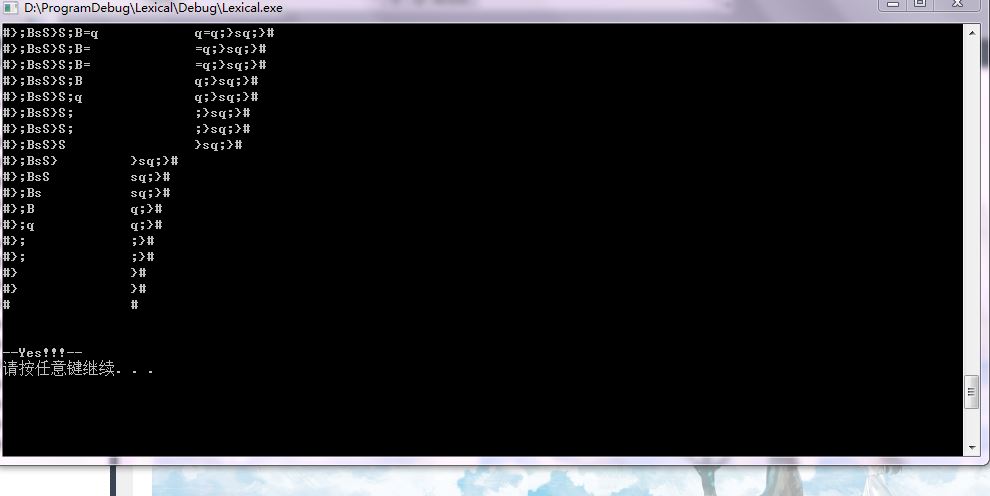 D:\ProgramDebug\Lexical\Debug\Lexical.exe
#};BsS}S;B=q q=q;}sq;}#
#};BsS}S;B= =q;}sq;}#
#};BsS}S;B= =q;}sq;}#
#};BsS}S;B q;}sq;}#
#};BsS}S;q q;}sq;}#
#};BsS}S; ;}sq;}#
#};BsS}S; ;}sq;}#
#};BsS}S }sq;}#
#};BsS} }sq;}#
#};BsS sq;}#
#};Bs sq;}#
#};B q;}#
#};q q;}#
#}; ;}#
#}; ;}#
#} }#
#} }#
# #
--Yes!!!--
请按任意键继续. . .